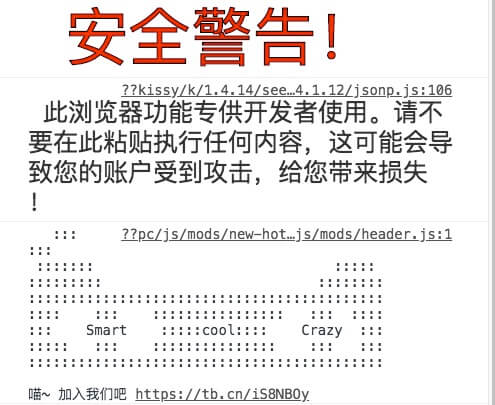 安全警告！
??kissy/k/1.4.14/see…4.1.12/jsonp.js:106
此浏览器功能专供开发者使用。请不
要在此粘贴执行任何内容，这可能会导
致您的账户受到攻击，给您带来损失
！
:::      ??pc/js/mods/new-hot…js/mods/header.js:1
:::
 :::::::                             :::::
:::::::::                          ::::::::
:::::::::::::::::::::::::::::::::::::::::::
::::    :::    ::::::::::::::::   :::  ::::
:::    Smart    :::::cool::::    Crazy  :::
:::::   :::    :::::::::::::::    :::   :::
:::::::::::::::::::::::::::::::::::::::::::
喵~ 加入我们吧 https://tb.cn/iS8NBOy